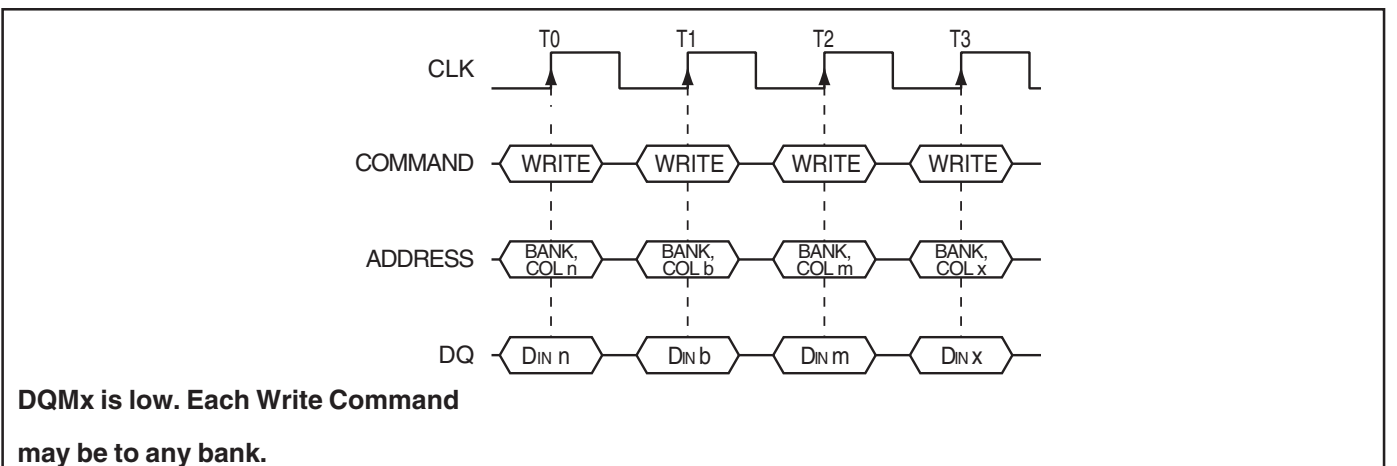 T0 T1 T2 T3
CLK
COMMAND WRITE WRITE WRITE WRITE
BANK, BANK, BANK, BANK,
ADDRESS
COL n COL b COL m COL x
DQ DIN n DIN b DIN m DIN x
DQMx is low. Each Write Command
may be to any bank.